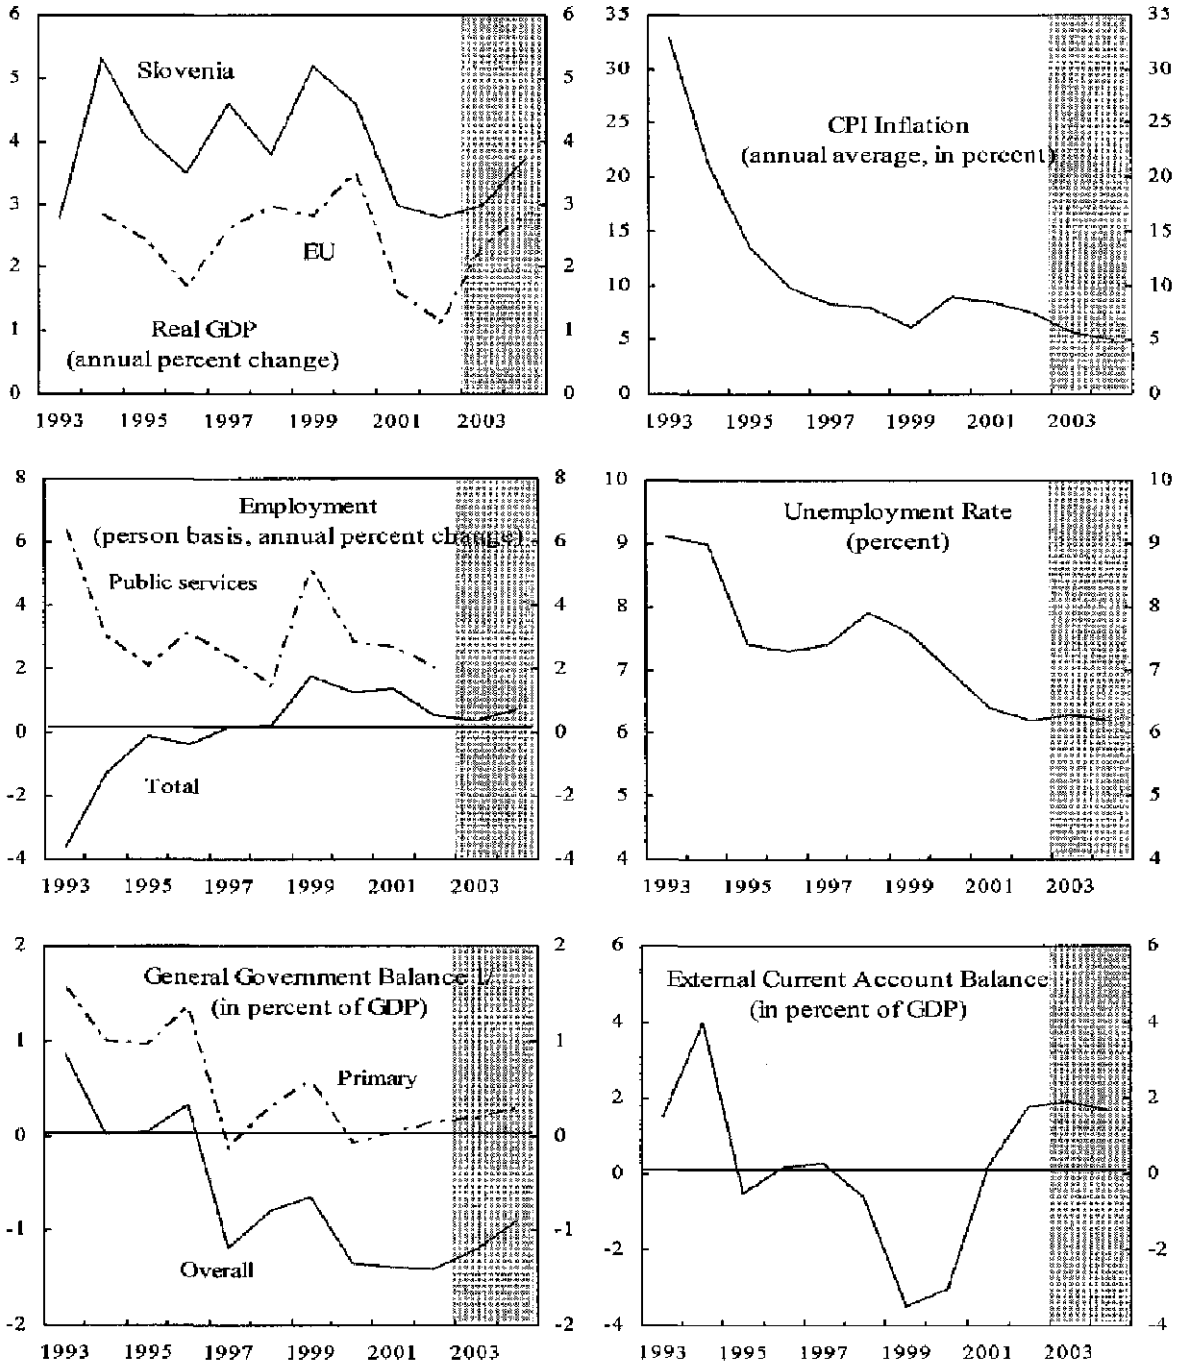 6 6
5 5
4 4
3 3
2 2
1 1
0 0
Slovenia
EU
Real GDP
(annual percent change)
1993 1995 1997 1999 2001 2003
35 35
30 30
25 25
20 20
15 15
10 10
5 5
0 0
CPI Inflation
(annual average, in percent)
1993 1995 1997 1999 2001 2003
8 8
6 6
4 4
2 2
0 0
-2 -2
-4 -4
Employment
(person basis, annual percent change)
Public services
Total
1993 1995 1997 1999 2001 2003
10 10
9 9
8 8
7 7
6 6
5 5
4 4
Unemployment Rate
(percent)
1993 1995 1997 1999 2001 2003
2 2
1 1
0 0
-1 -1
-2 -2
General Government Balance 1/
(in percent of GDP)
Primary
Overall
1993 1995 1997 1999 2001 2003
6 6
4 4
2 2
0 0
-2 -2
-4 -4
External Current Account Balance
(in percent of GDP)
1993 1995 1997 1999 2001 2003